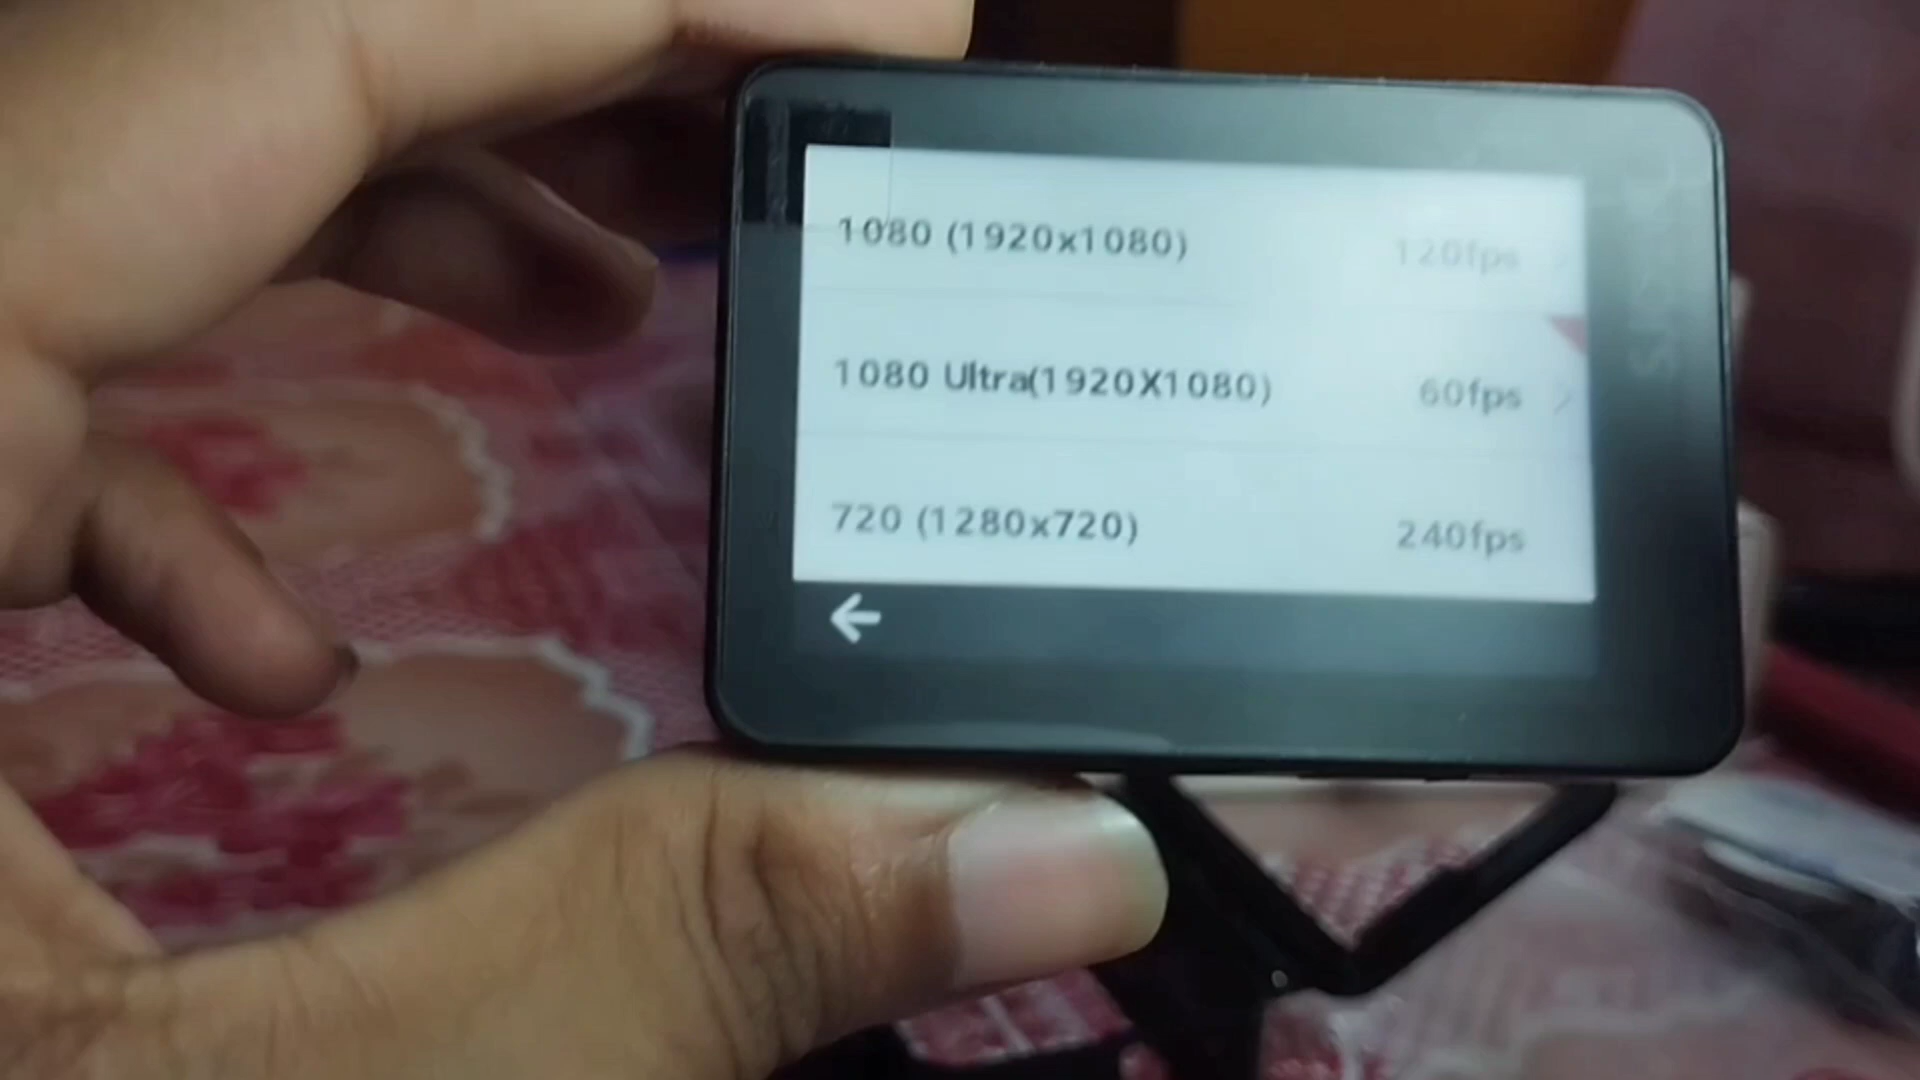 1080 (1920x1080) 120fps
1080 Ultra(1920X1080) 60fps
720 (1280x720) 240fps